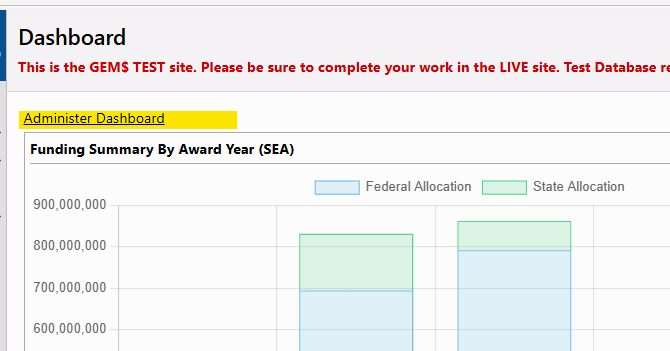 Dashboard
This is the GEM$ TEST site. Please be sure to complete your work in the LIVE site. Test Database
Administer Dashboard
Funding Summary By Award Year (SEA)
Federal Allocation State Allocation
900,000,000
800,000,000
700,000,000
600,000,000